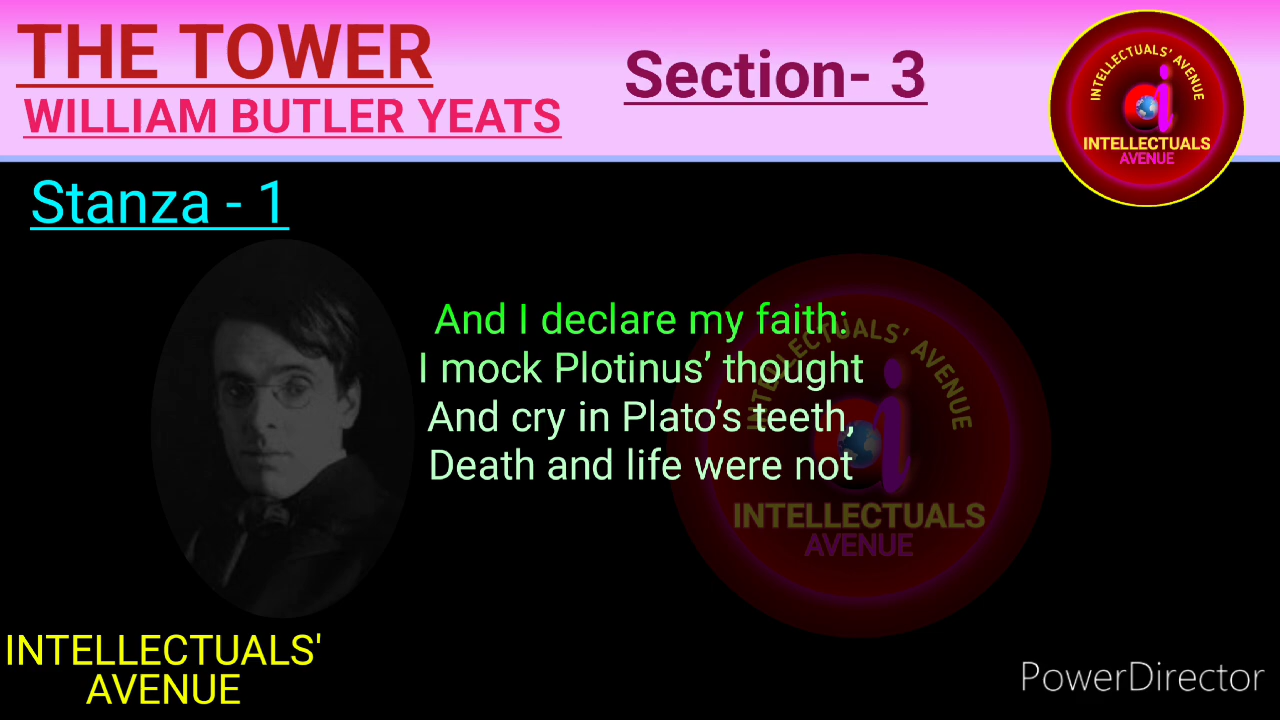 THE TOWER
WILLIAM BUTLER YEATS
Section- 3
INTELLECTUALS' AVENUE
i
INTELLECTUALS
AVENUE
Stanza - 1
And I declare my faith:
I mock Plotinus’ thought
And cry in Plato’s teeth,
Death and life were not
INTELLECTUALS' AVENUE
i
INTELLECTUALS
AVENUE
INTELLECTUALS'
AVENUE
PowerDirector